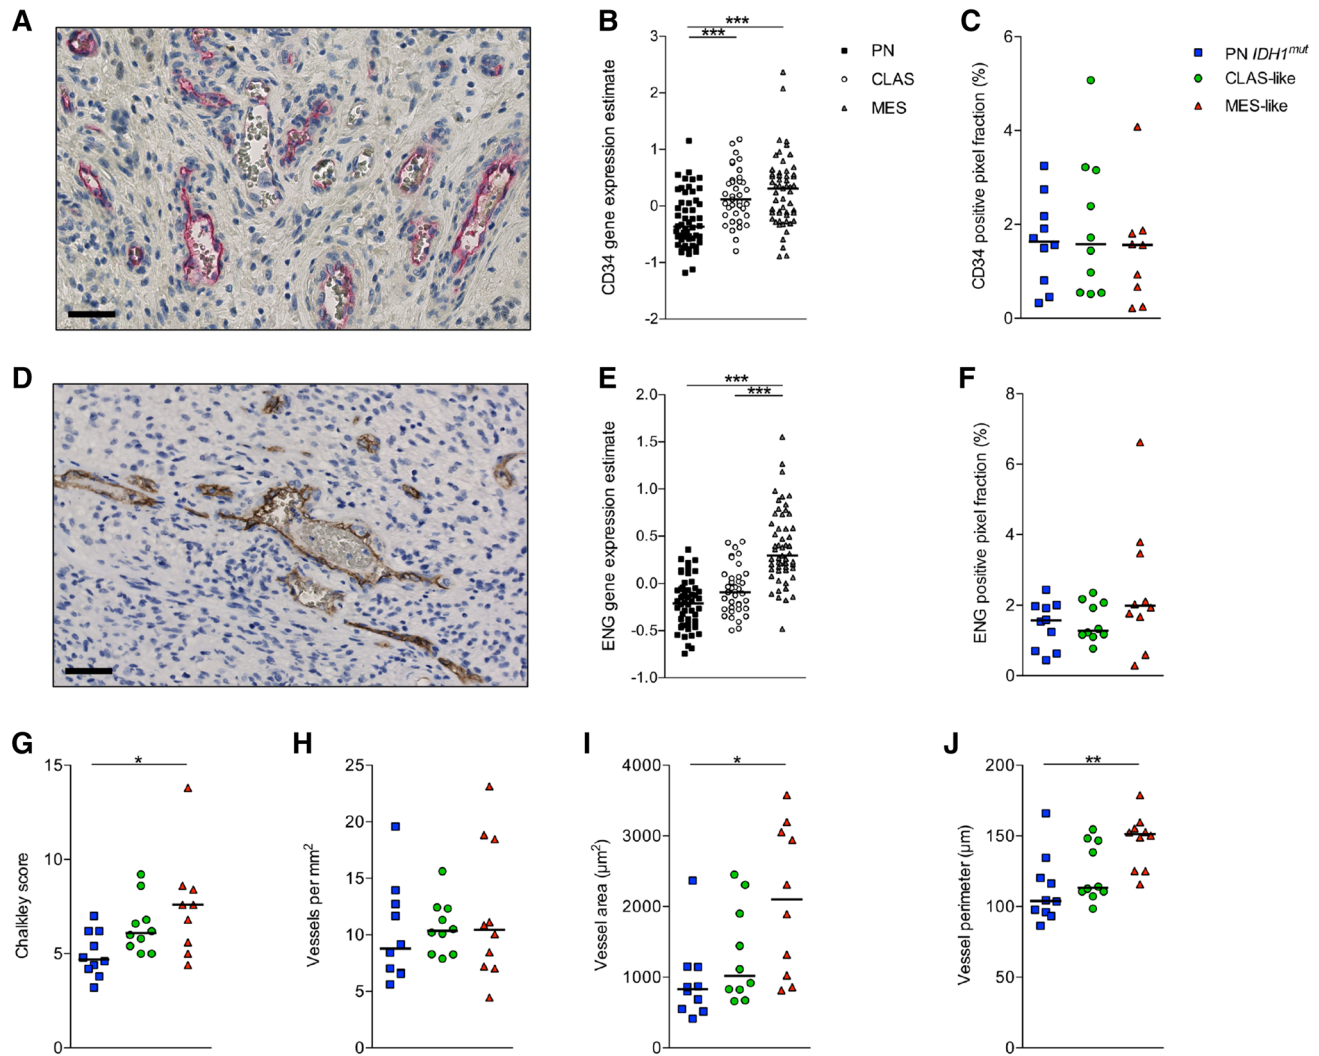 A
B
***
***
3
2
1
0
-1
-2
CD34 gene expression estimate
PN
CLAS
MES
C
6
4
2
0
CD34 positive pixel fraction (%)
PN IDH1mut
CLAS-like
MES-like
D
E
***
***
2.0
1.5
1.0
0.5
0.0
-0.5
-1.0
ENG gene expression estimate
F
8
6
4
2
0
ENG positive pixel fraction (%)
G
*
15
10
5
0
Chalkley score
H
25
20
15
10
5
0
Vessels per mm2
I
*
4000
3000
2000
1000
0
Vessel area (µm2)
J
**
200
150
100
50
0
Vessel perimeter (µm)